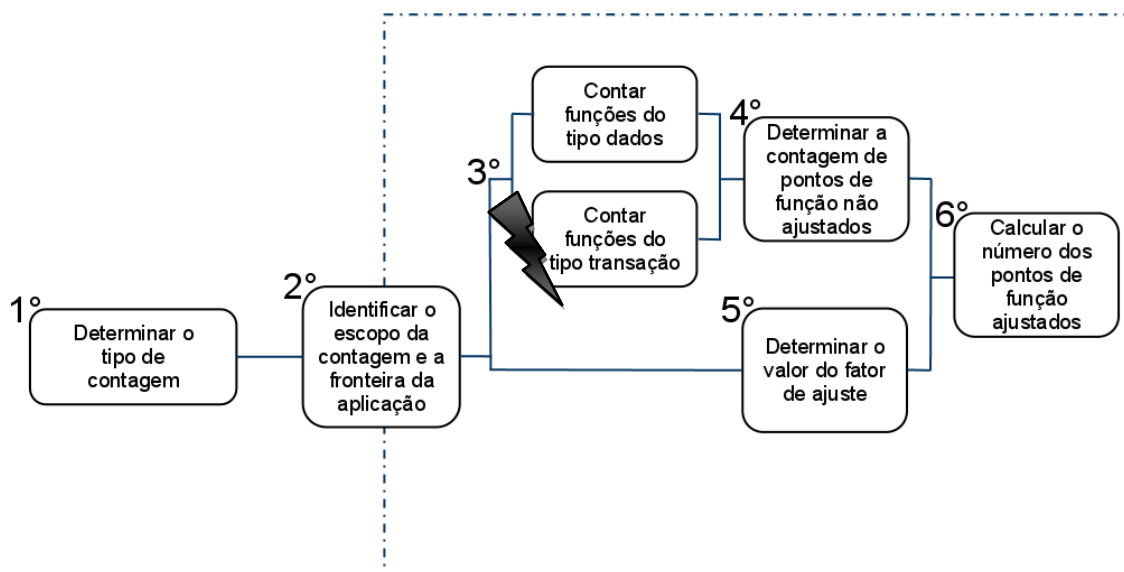 1°
Determinar o
tipo de
contagem
2°
Identificar o
escopo da
contagem e a
fronteira da
aplicação
3°
Contar
funções do
tipo dados
Contar
funções do
tipo transação
4°
Determinar a
contagem de
pontos de
função não
ajustados
5°
Determinar o
valor do fator
de ajuste
6°
Calcular o
número dos
pontos de
função
ajustados